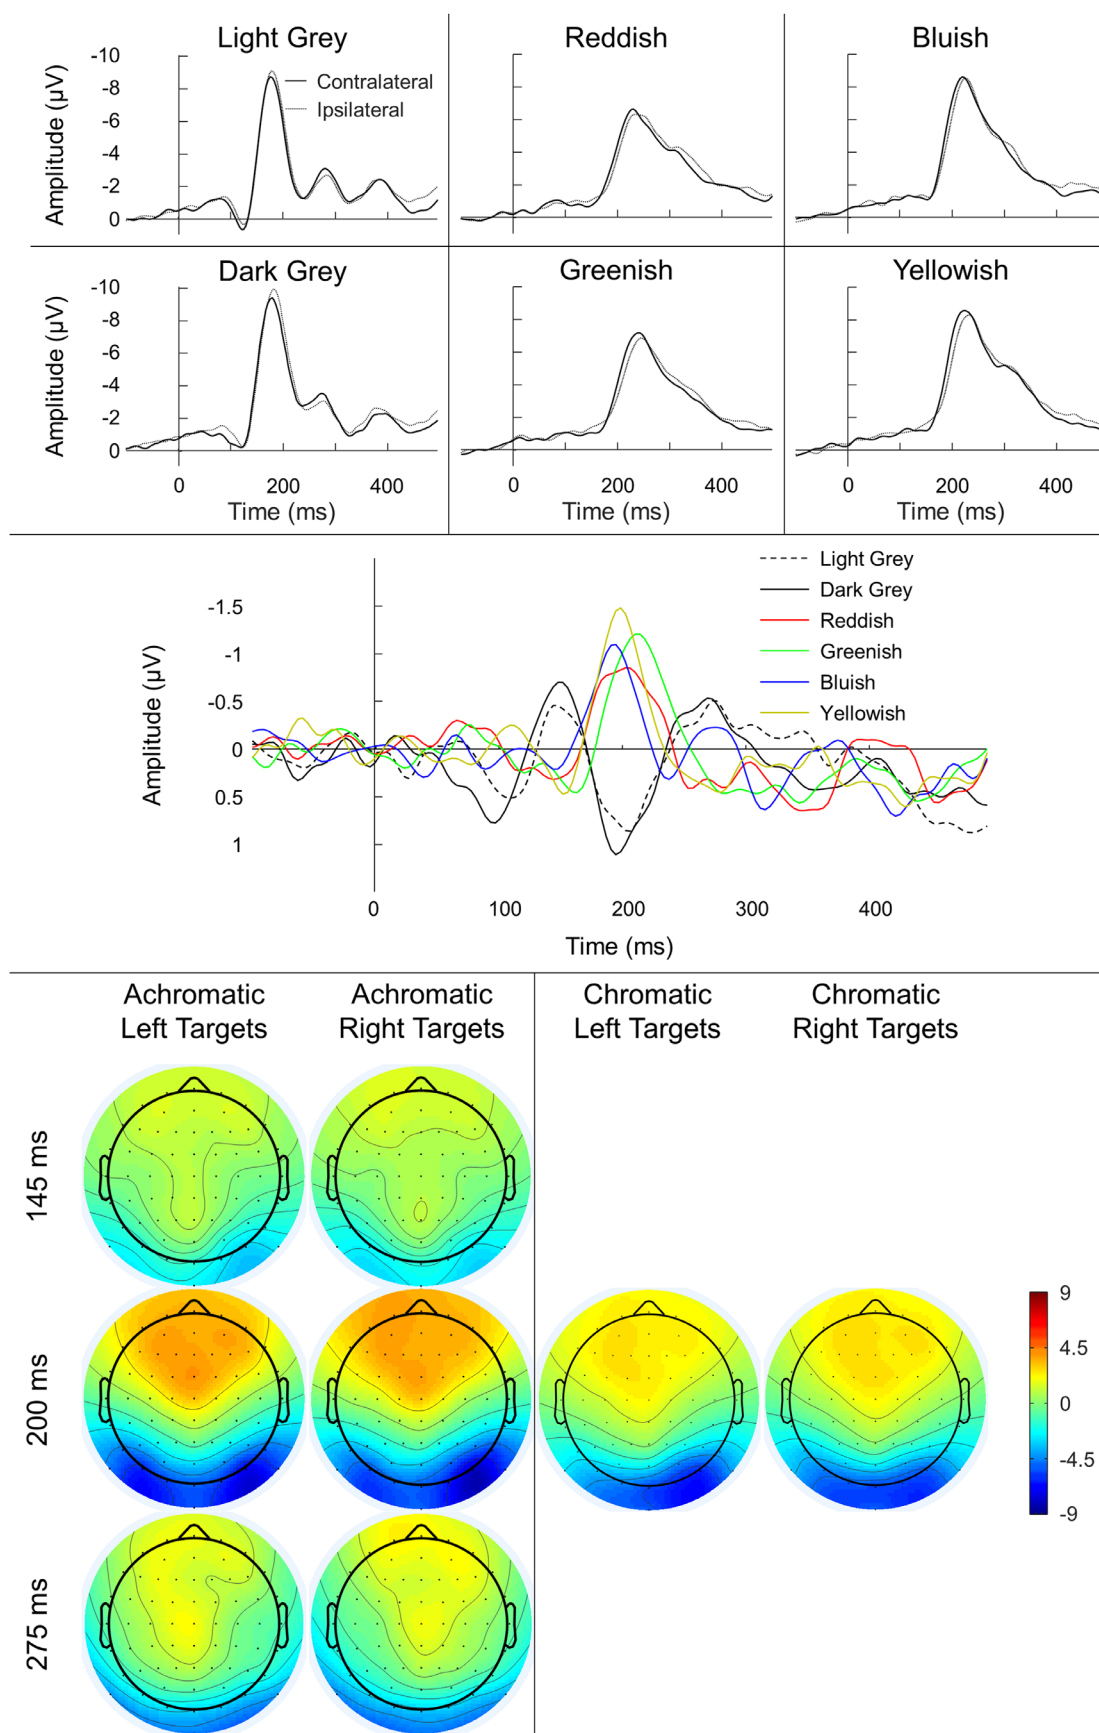 Light Grey
Reddish
Bluish
Amplitude (µV)
-10
-8
-6
-4
-2
0
Contralateral
Ipsilateral
Dark Grey
Greenish
Yellowish
Amplitude (µV)
-10
-8
-6
-4
-2
0
0 200 400
0 200 400
0 200 400
Time (ms)
Time (ms)
Time (ms)
Light Grey
Dark Grey
Reddish
Greenish
Bluish
Yellowish
Amplitude (µV)
-1.5
-1
-0.5
0
0.5
1
0 100 200 300 400
Time (ms)
Achromatic
Left Targets
Achromatic
Right Targets
Chromatic
Left Targets
Chromatic
Right Targets
145 ms
200 ms
275 ms
9
4.5
0
-4.5
-9